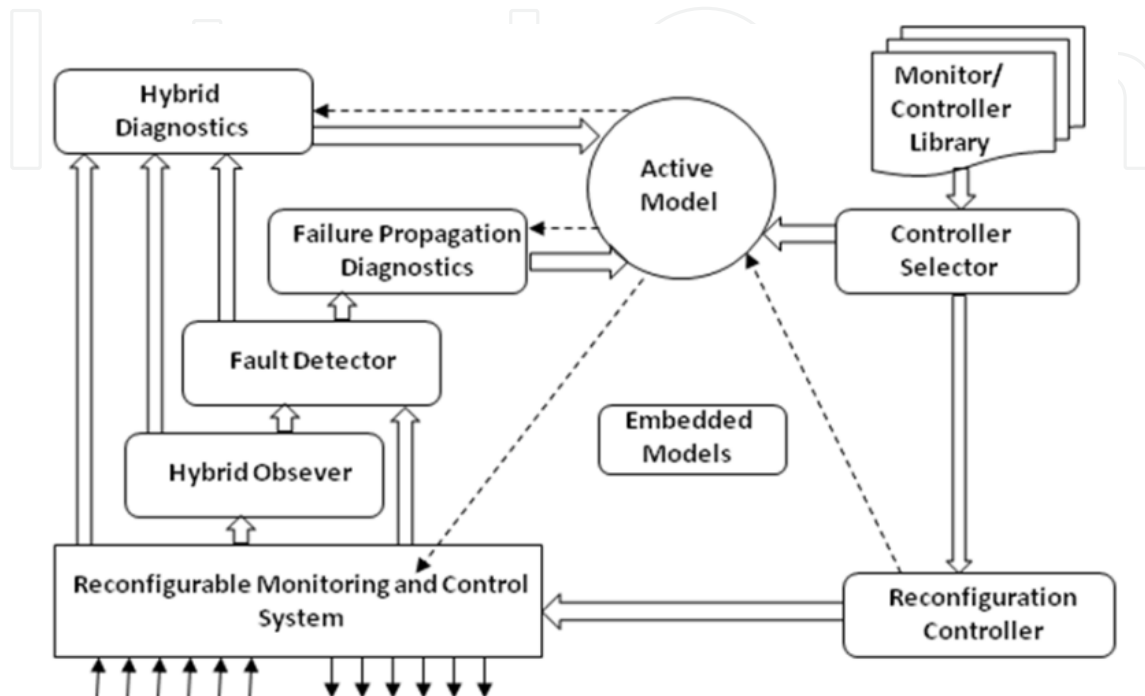 Hybrid
Diagnostics
Monitor/
Controller
Library
Active
Model
Failure Propagation
Diagnostics
Controller
Selector
Fault Detector
Embedded
Models
Hybrid Obsever
Reconfigurable Monitoring and Control
System
Reconfiguration
Controller